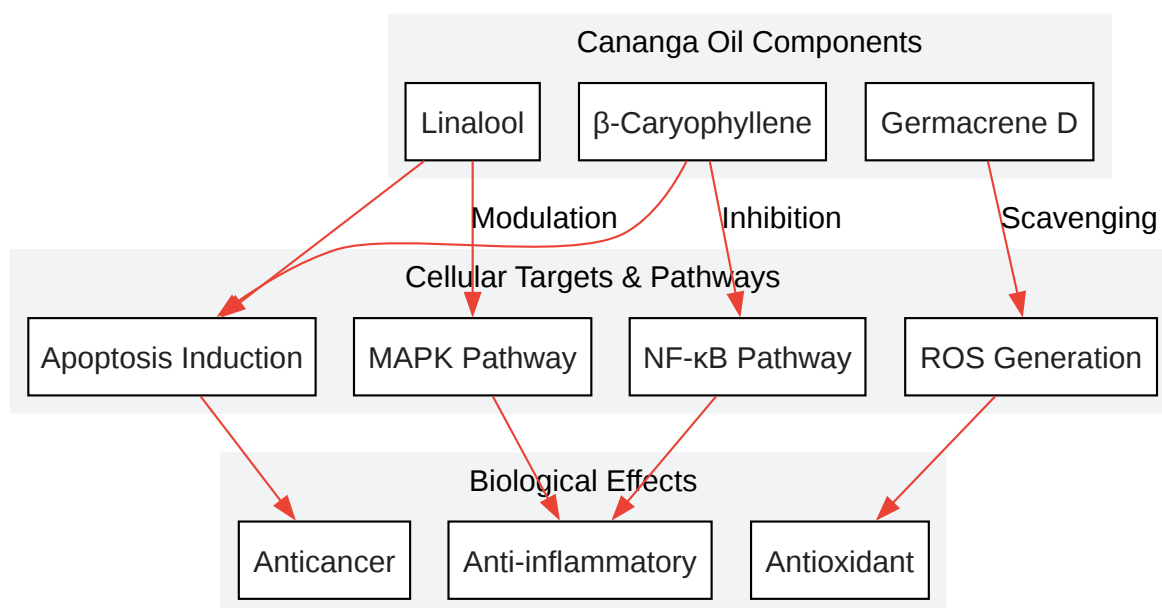 Cananga Oil Components
Linalool
β-Caryophyllene
Germacrene D
Modulation
Inhibition
Scavenging
Cellular Targets & Pathways
Apoptosis Induction
MAPK Pathway
NF-κB Pathway
ROS Generation
Biological Effects
Anticancer
Anti-inflammatory
Antioxidant